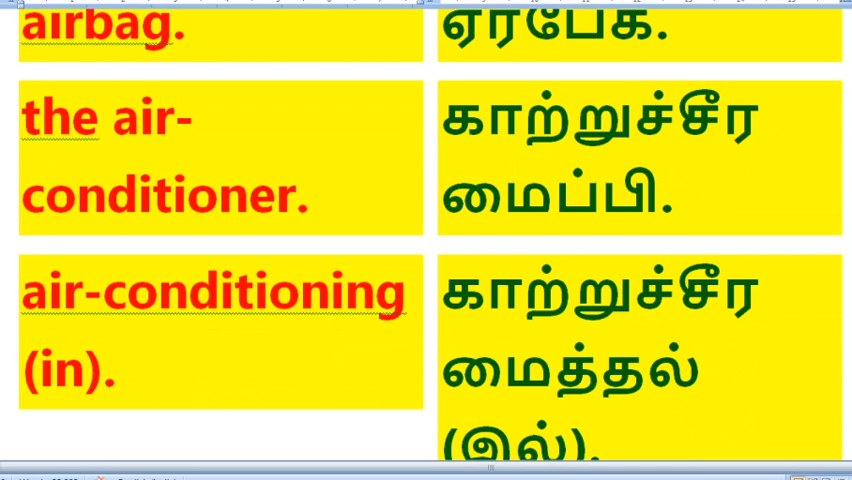 airbag.
ஏர்பேக்.
the air-
conditioner.
காற்றுச்சீர
மைப்பி.
air-conditioning
(in).
காற்றுச்சீர
மைத்தல்
(இல்).